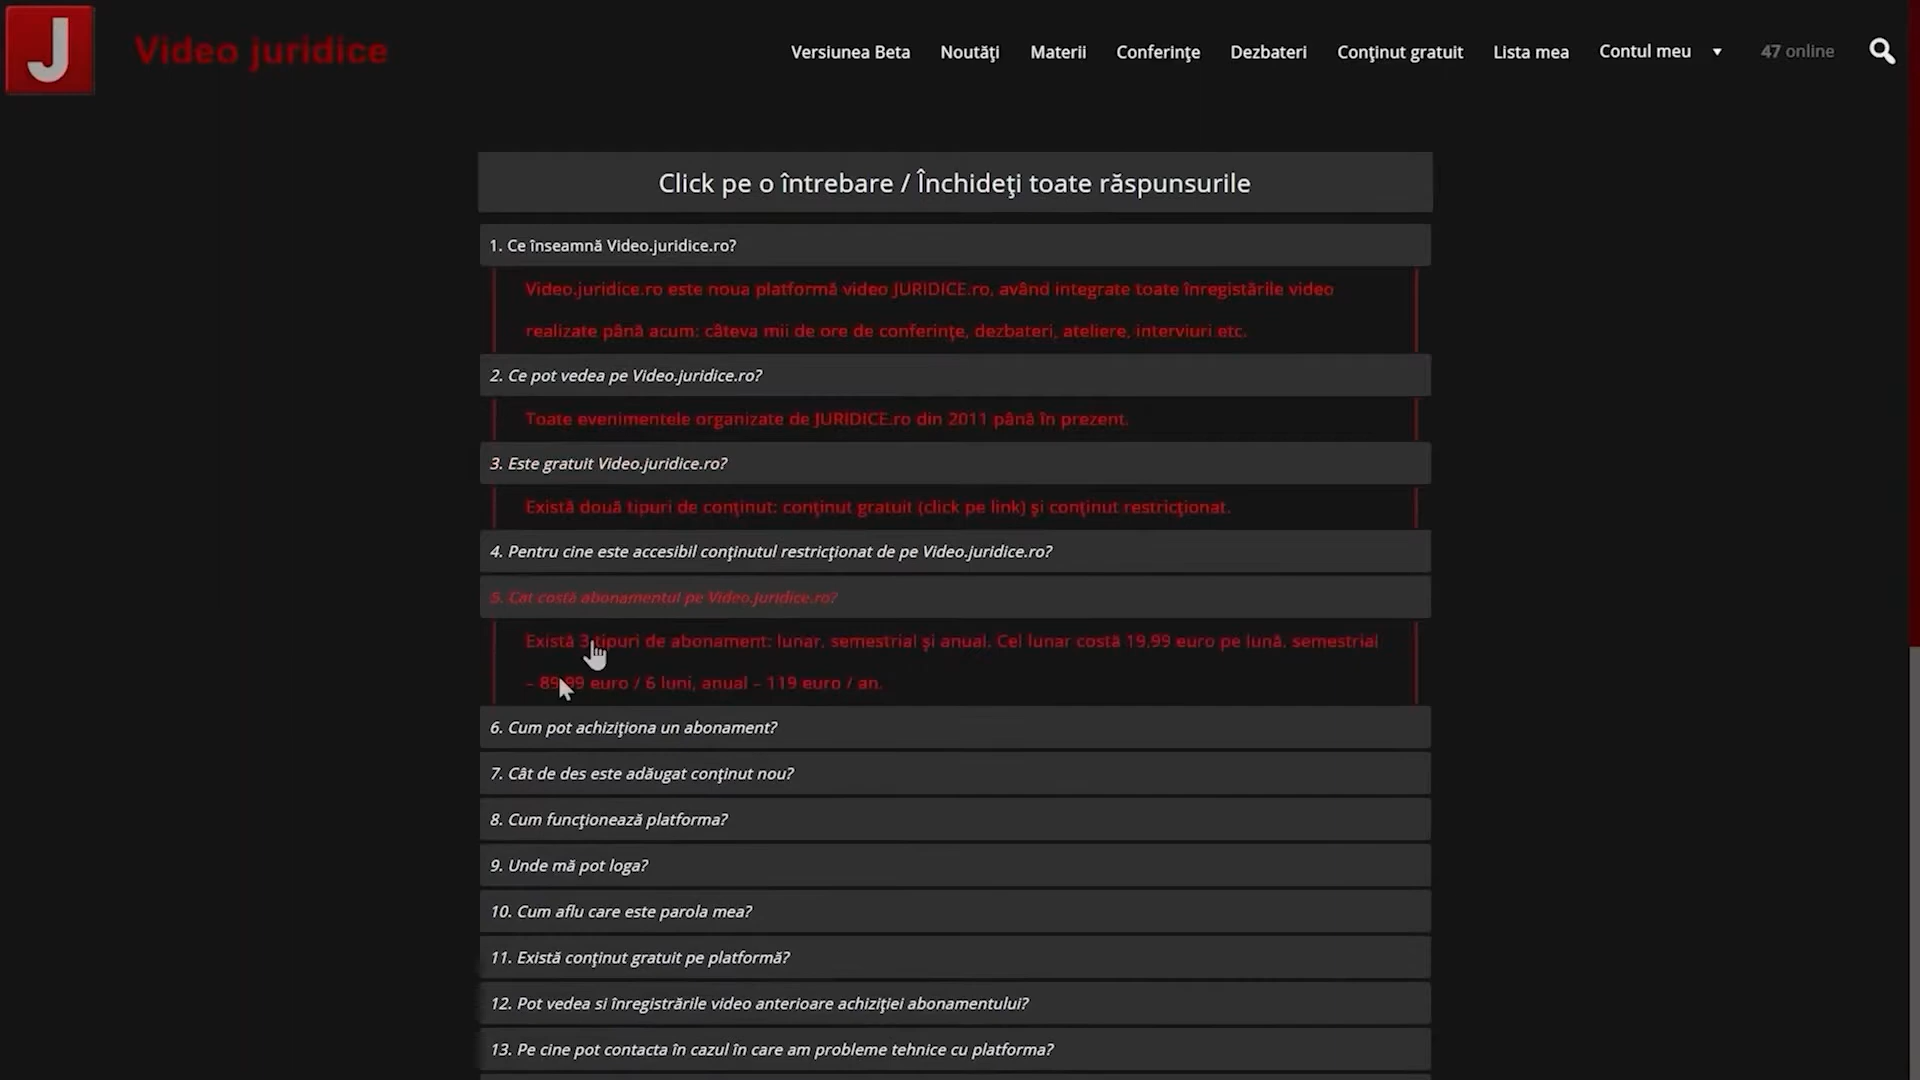 J
Video juridice
Versiunea Beta Noutăţi Materii Conferinţe Dezbateri Conţinut gratuit Lista mea Contul meu 47 online
Click pe o întrebare / Închideţi toate răspunsurile
1. Ce înseamnă Video.juridice.ro?
Video.juridice.ro este noua platformă video JURIDICE.ro, având integrate toate înregistările video
realizate până acum: câteva mii de ore de conferinţe, dezbateri, ateliere, interviuri etc.
2. Ce pot vedea pe Video.juridice.ro?
Toate evenimentele organizate de JURIDICE.ro din 2011 până în prezent.
3. Este gratuit Video.juridice.ro?
Există două tipuri de conţinut: conţinut gratuit (click pe link) şi conţinut restricţionat.
4. Pentru cine este accesibil conţinutul restricţionat de pe Video.juridice.ro?
5. Cat costă abonamentul pe Video.juridice.ro?
Există 3 tipuri de abonament: lunar, semestrial şi anual. Cel lunar costă 19,99 euro pe lună, semestrial
– 89,99 euro / 6 luni, anual – 119 euro / an.
6. Cum pot achiziţiona un abonament?
7. Cât de des este adăugat conţinut nou?
8. Cum funcţionează platforma?
9. Unde mă pot loga?
10. Cum aflu care este parola mea?
11. Există conţinut gratuit pe platformă?
12. Pot vedea si înregistrările video anterioare achiziţiei abonamentului?
13. Pe cine pot contacta în cazul în care am probleme tehnice cu platforma?